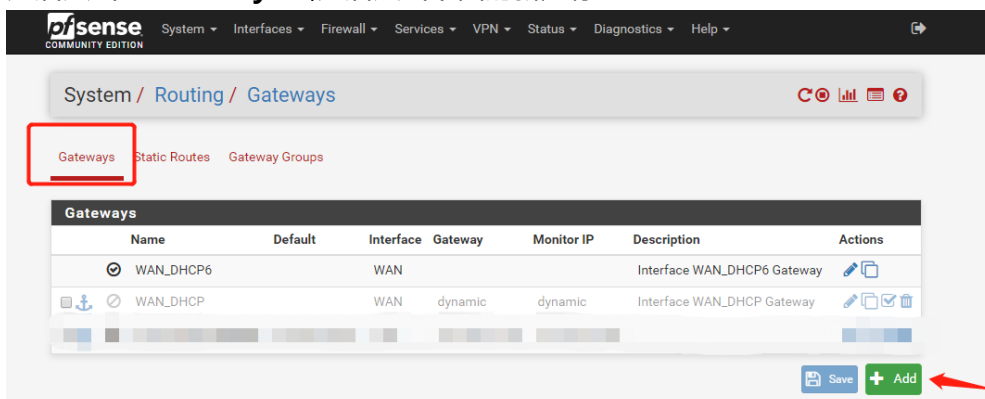 pfsense System Interfaces Firewall Services VPN Status Diagnostics Help
COMMUNITY EDITION
System / Routing / Gateways
Gateways Static Routes Gateway Groups
Gateways
Name Default Interface Gateway Monitor IP Description Actions
WAN_DHCP6 WAN Interface WAN_DHCP6 Gateway
WAN_DHCP WAN dynamic dynamic Interface WAN_DHCP Gateway
Save + Add